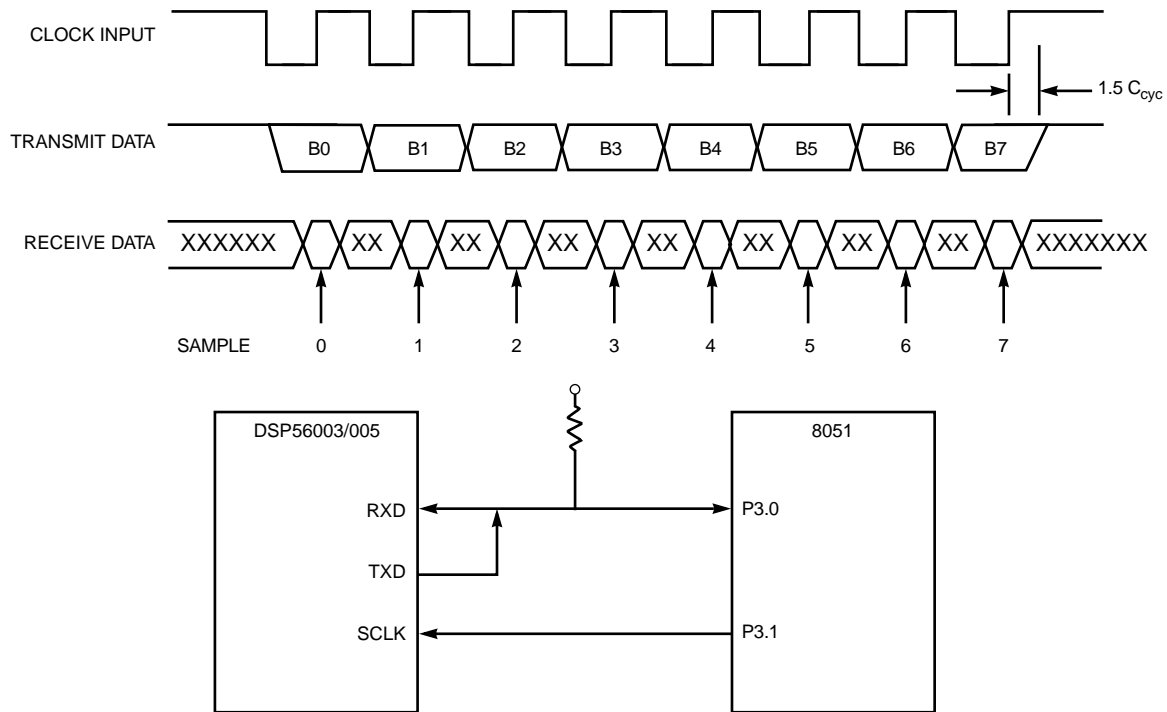 CLOCK INPUT
1.5 Ccyc
TRANSMIT DATA B0 B1 B2 B3 B4 B5 B6 B7
RECEIVE DATA XXXXXX XX XX XX XX XX XX XX XXXXXXX
SAMPLE 0 1 2 3 4 5 6 7
DSP56003/005 8051
RXD P3.0
TXD
SCLK P3.1